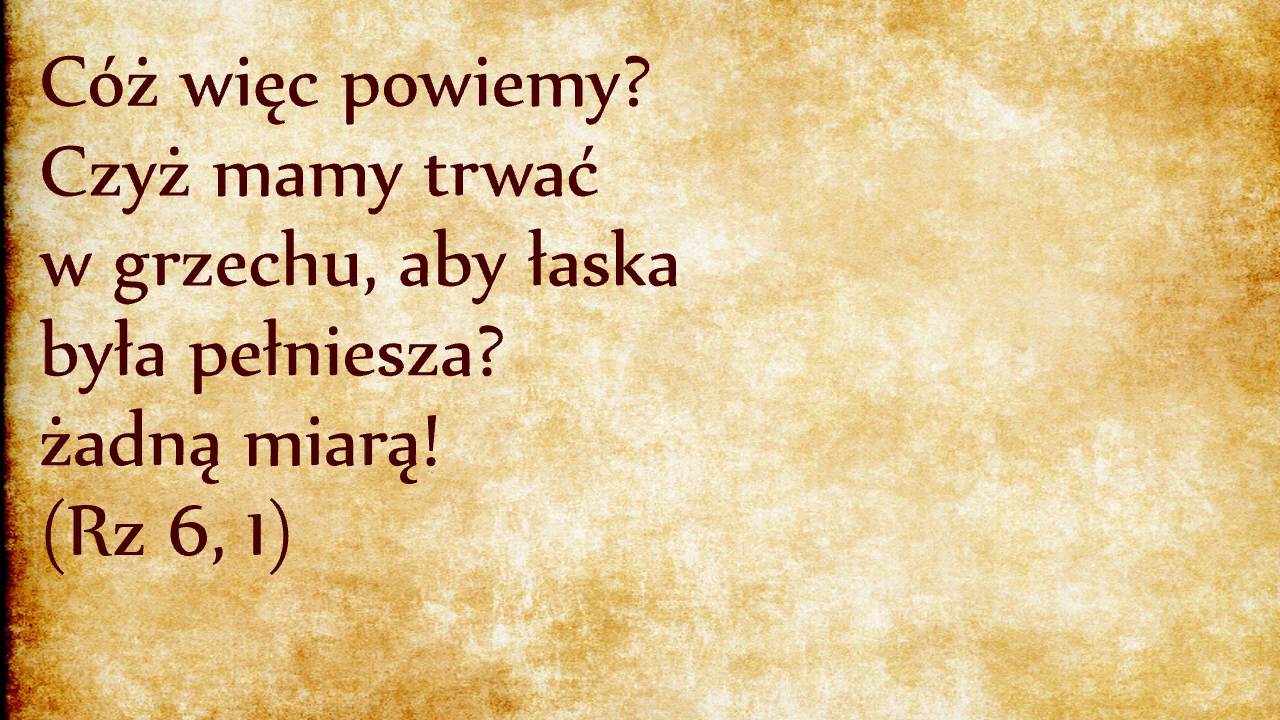 Cóż więc powiemy?
Czyż mamy trwać
w grzechu, aby łaska
była pełniesza?
żadną miarą!
(Rz 6, 1)